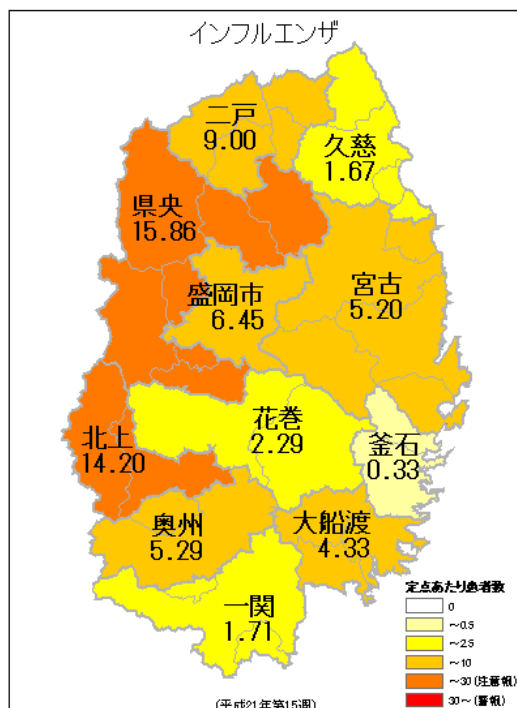 インフルエンザ
二戸
9.00
久慈
1.67
県央
15.86
盛岡市
6.45
宮古
5.20
花巻
2.29
釜石
0.33
北上
14.20
奥州
5.29
大船渡
4.33
一関
1.71
定点あたり患者数
0
～0.5
～2.5
～10
～30(注意報)
30～(警報)
(平成21年第15週)